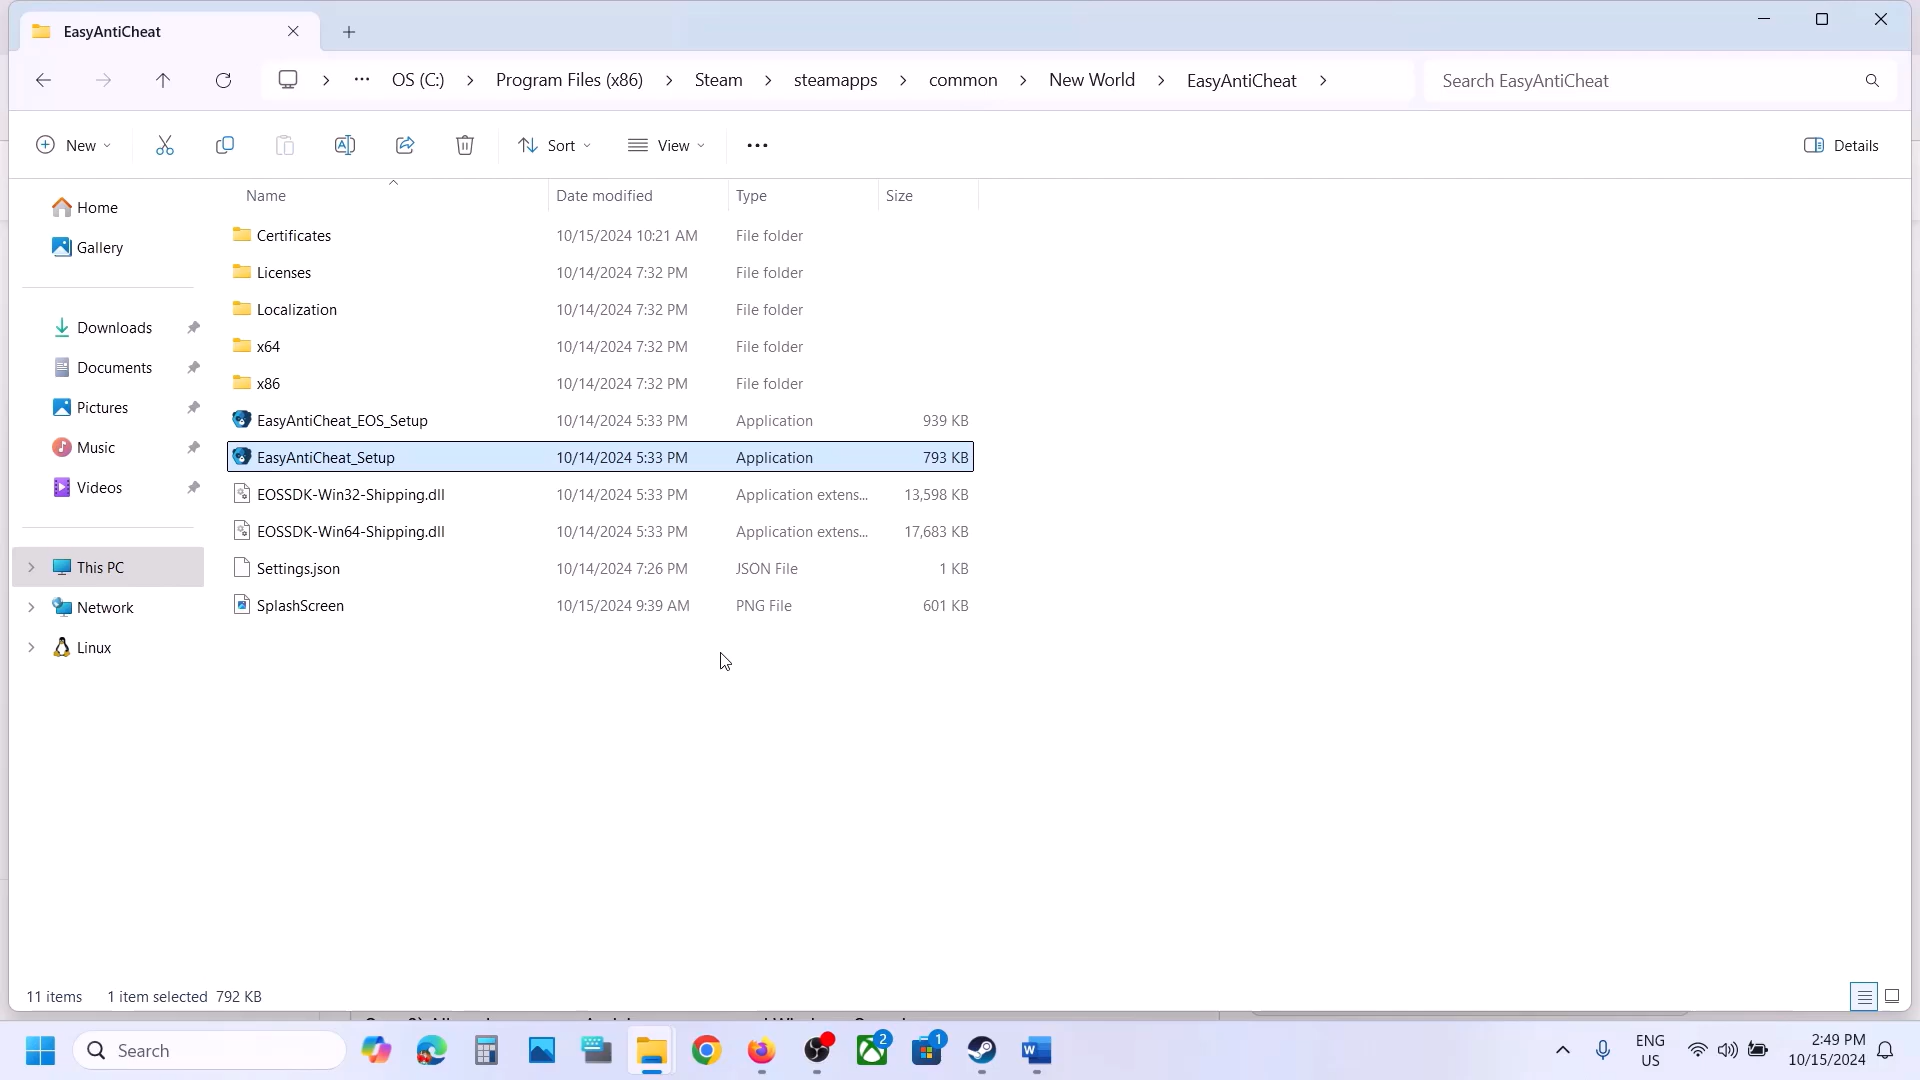 EasyAntiCheat
OS (C:) Program Files (x86) Steam steamapps common New World EasyAntiCheat Search EasyAntiCheat
New Sort View Details
Name Date modified Type Size
Home
Gallery
Downloads
Documents
Pictures
Music
Videos
This PC
Network
Linux
Certificates 10/15/2024 10:21 AM File folder
Licenses 10/14/2024 7:32 PM File folder
Localization 10/14/2024 7:32 PM File folder
x64 10/14/2024 7:32 PM File folder
x86 10/14/2024 7:32 PM File folder
EasyAntiCheat_EOS_Setup 10/14/2024 5:33 PM Application 939 KB
EasyAntiCheat_Setup 10/14/2024 5:33 PM Application 793 KB
EOSSDK-Win32-Shipping.dll 10/14/2024 5:33 PM Application extens... 13,598 KB
EOSSDK-Win64-Shipping.dll 10/14/2024 5:33 PM Application extens... 17,683 KB
Settings.json 10/14/2024 7:26 PM JSON File 1 KB
SplashScreen 10/15/2024 9:39 AM PNG File 601 KB
11 items 1 item selected 792 KB
Search 2 1 ENG US 2:49 PM 10/15/2024